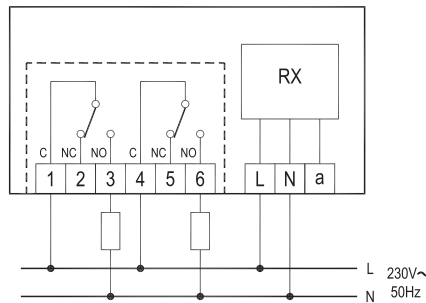 RX
C NC NO C NC NO
1 2 3 4 5 6 L N a
L 230V~
N 50Hz